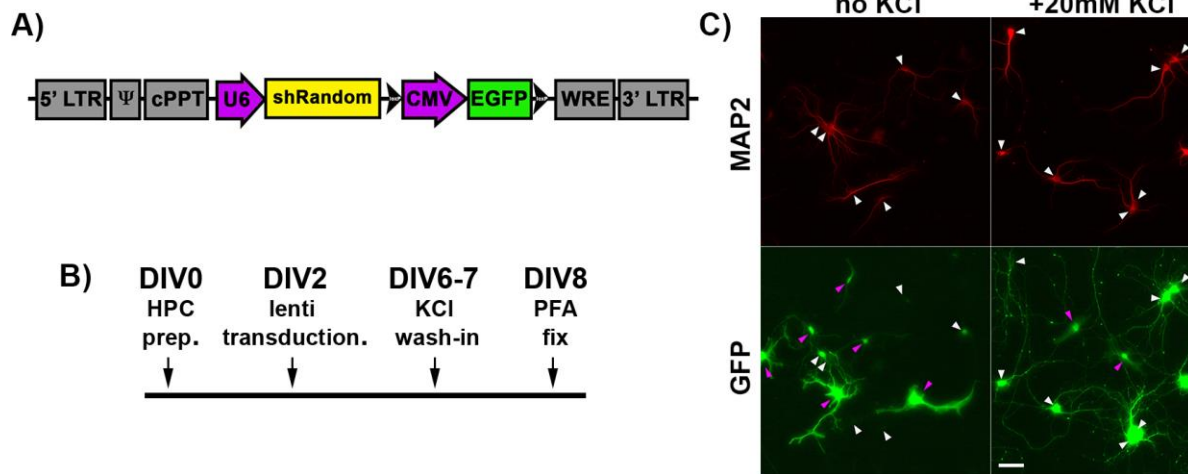 A)
5' LTR Ψ cPPT U6 shRandom CMV EGFP WRE 3' LTR
B)
DIV0 DIV2 DIV6-7 DIV8
HPC lenti KCl PFA
prep. transduction. wash-in fix
C)
no KCl +20mM KCl
MAP2
GFP